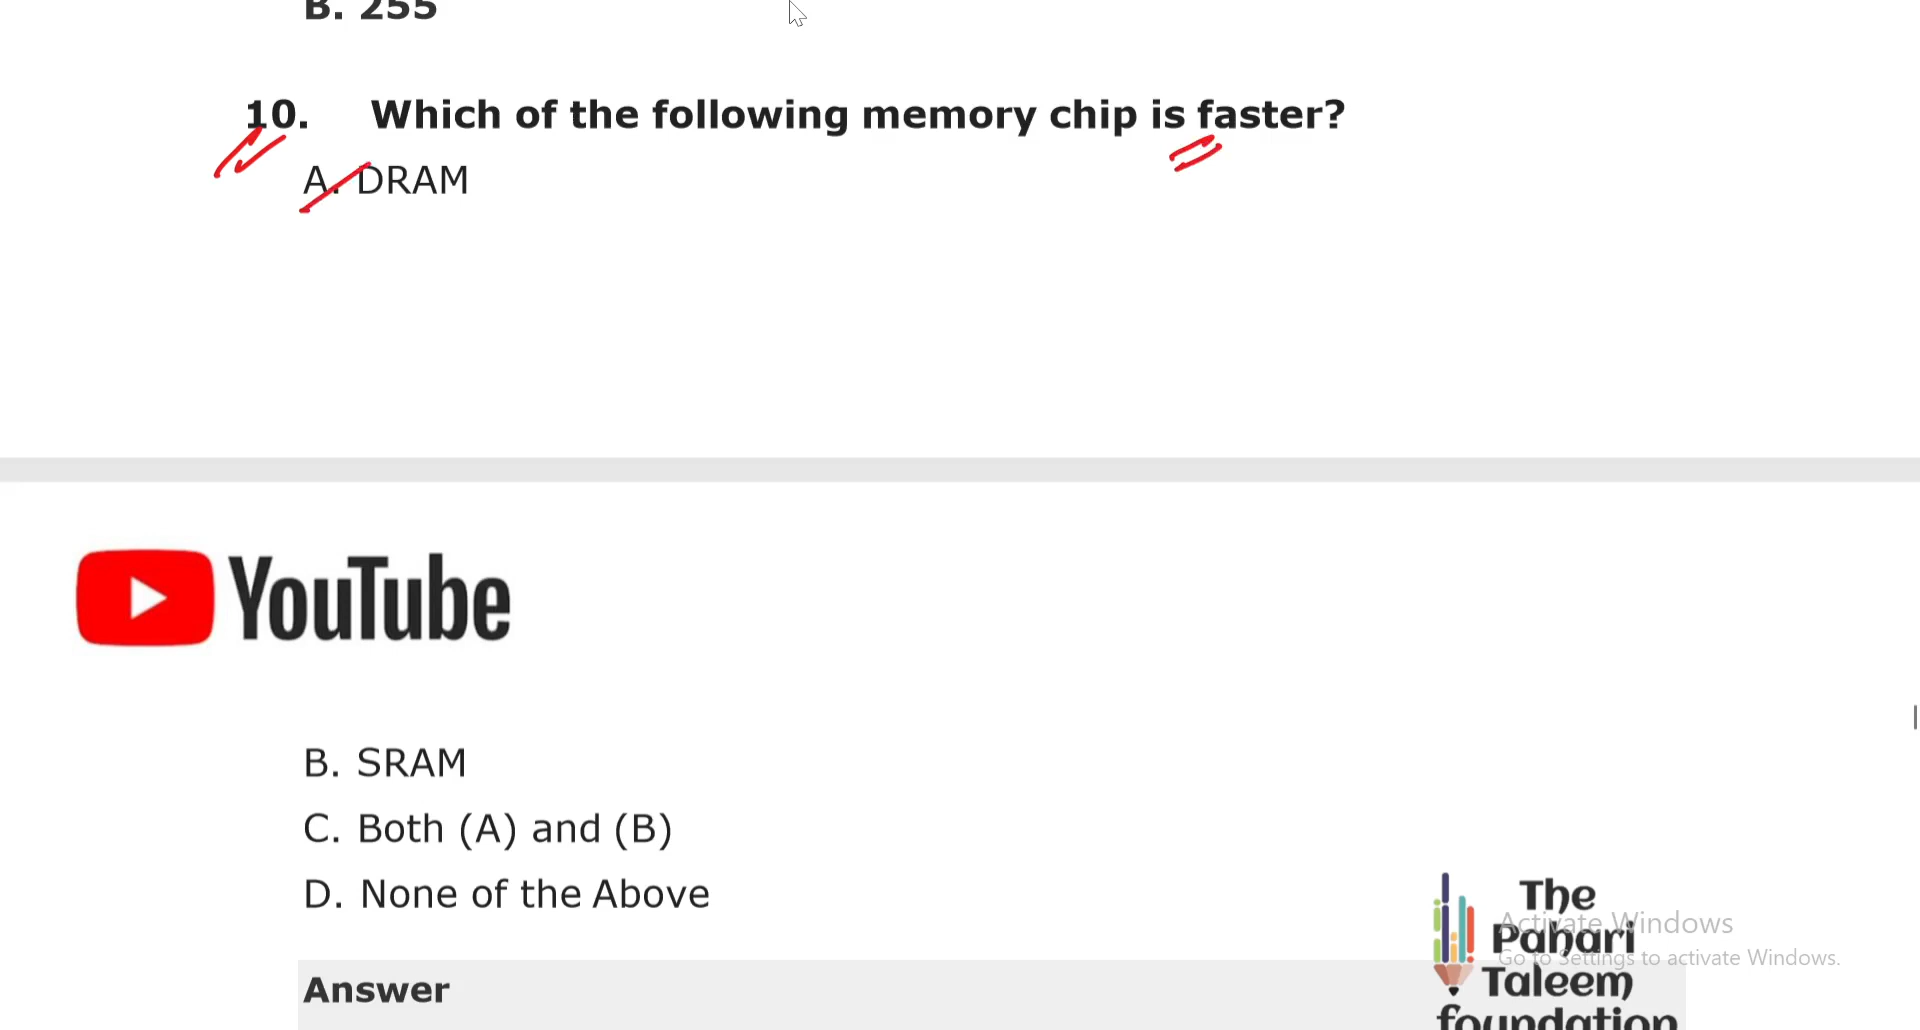 B. 255
10. Which of the following memory chip is faster?
A. DRAM
YouTube
B. SRAM
C. Both (A) and (B)
D. None of the Above
Answer
The
Pahari
Taleem
foundation
Activate Windows
Go to Settings to activate Windows.